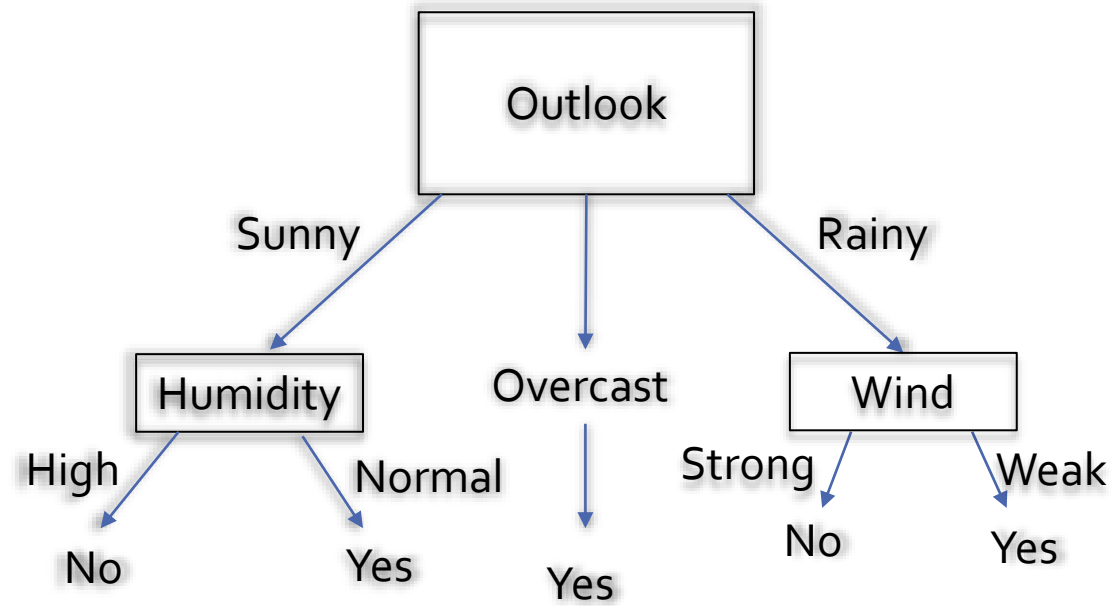 Outlook
Sunny
Rainy
Humidity
Overcast
Wind
High
Normal
Strong
Weak
No
Yes
Yes
No
Yes